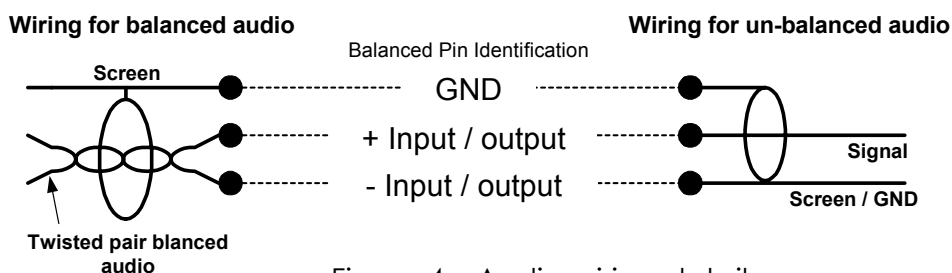 Wiring for balanced audio
Wiring for un-balanced audio
Balanced Pin Identification
Screen
GND
+ Input / output
- Input / output
Signal
Screen / GND
Twisted pair blanced
audio